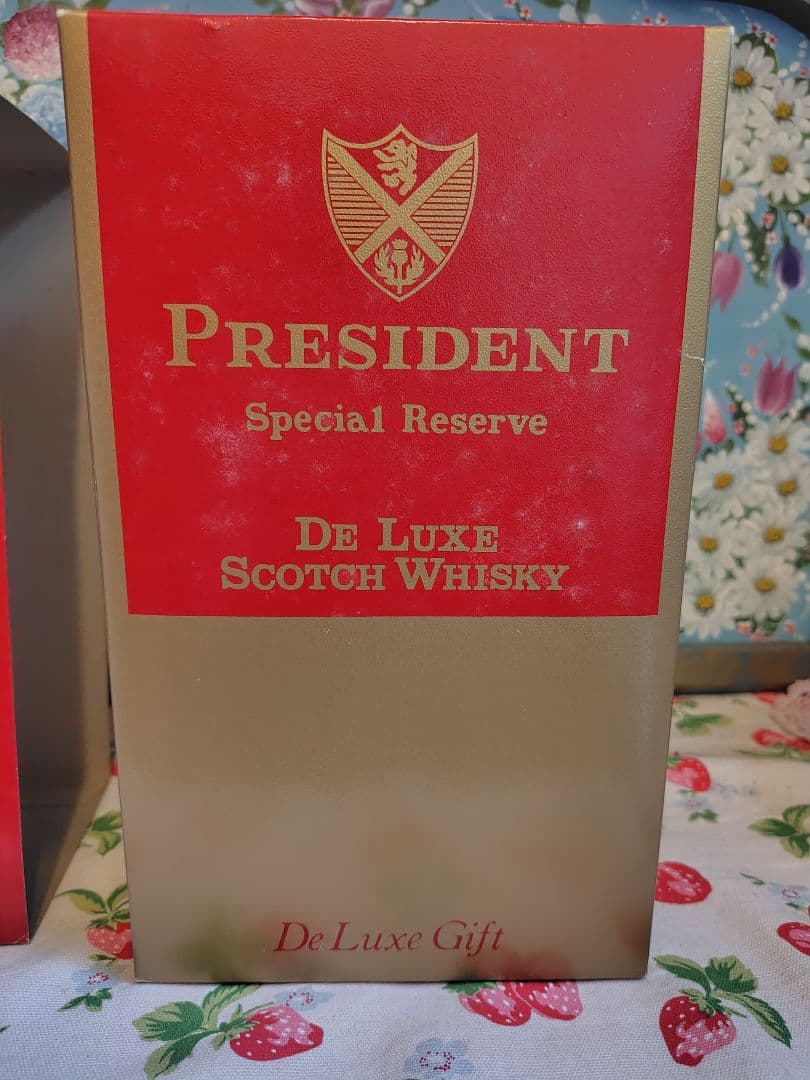 PRESIDENT
Special Reserve
DE LUXE
SCOTCH WHISKY
De Luxe Gift